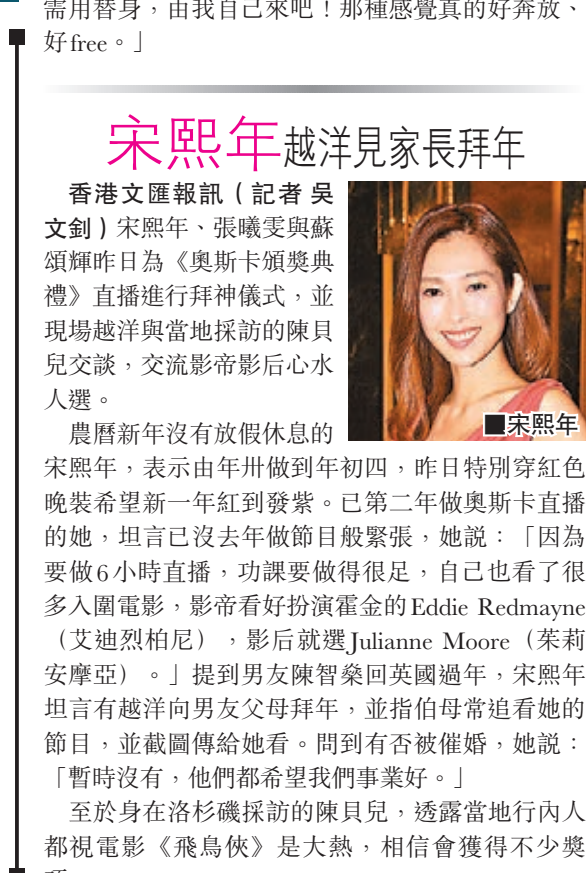 需用替身，由我自己來吧！那種感覺真的好奔放、
好free。」
宋熙年越洋見家長拜年
香港文匯報訊（記者 吳
文釗）宋熙年、張曦雯與蘇
頌輝昨日為《奧斯卡頒獎典
禮》直播進行拜神儀式，並
現場越洋與當地採訪的陳貝
兒交談，交流影帝影后心水
人選。
農曆新年沒有放假休息的
■宋熙年
宋熙年，表示由年卅做到年初四，昨日特別穿紅色
晚裝希望新一年紅到發紫。已第二年做奧斯卡直播
的她，坦言已沒去年做節目般緊張，她說：「因為
要做6小時直播，功課要做得很足，自己也看了很
多入圍電影，影帝看好扮演霍金的Eddie Redmayne
（艾迪烈柏尼），影后就選Julianne Moore（茱莉
安摩亞）。」提到男友陳智燊回英國過年，宋熙年
坦言有越洋向男友父母拜年，並指伯母常追看她的
節目，並截圖傳給她看。問到有否被催婚，她說：
「暫時沒有，他們都希望我們事業好。」
至於身在洛杉磯採訪的陳貝兒，透露當地行內人
都視電影《飛鳥俠》是大熱，相信會獲得不少獎